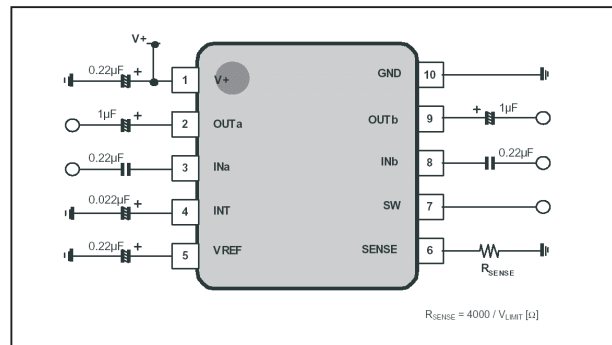 V+
0.22µF + 1 V+ GND 10
1µF + 2 OUTa OUTb 9 + 1µF
0.22µF 3 INa INb 8 0.22µF
0.022µF + 4 INT SW 7
0.22µF + 5 VREF SENSE 6
RSENSE
RSENSE = 4000 / VLIMIT [Ω]